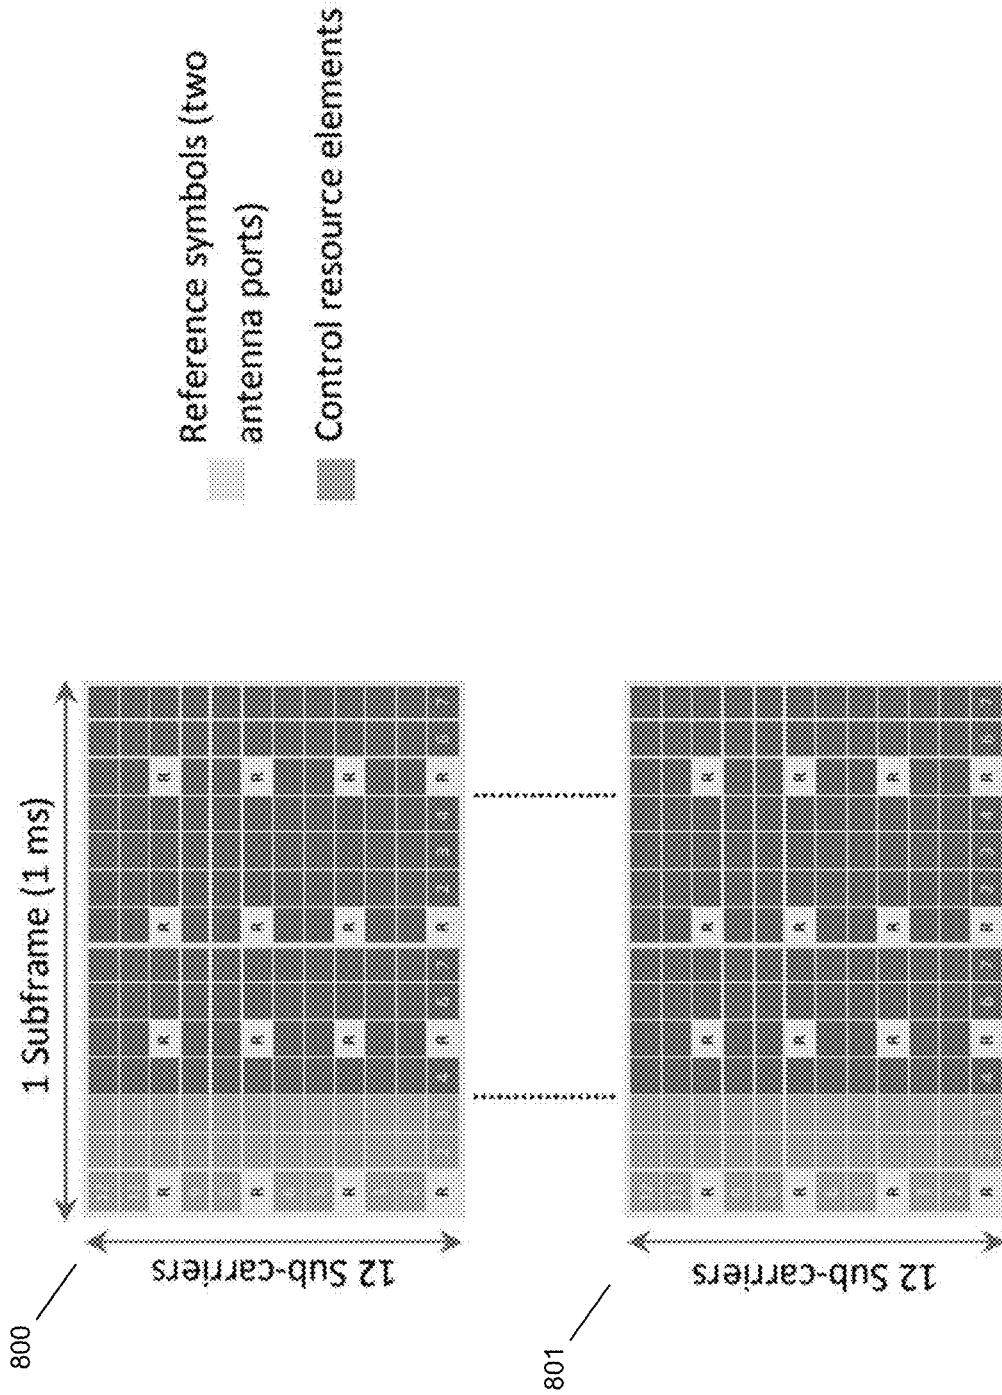 1 Subframe (1 ms)
800
12 Sub-carriers
R R R R
R R R R
R R R R
R R R R
801
12 Sub-carriers
R R R R
R R R R
R R R R
R R R R
Reference symbols (two
antenna ports)
Control resource elements